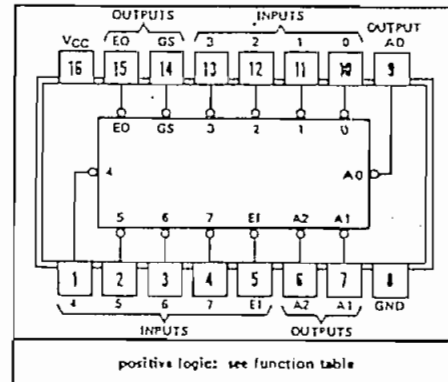 OUTPUTS INPUTS OUTPUT
VCC EO GS 3 2 1 0 A0
16 15 14 13 12 11 10 9
EO GS 3 2 1 0
4 A0
5 6 7 EI A2 A1
1 2 3 4 5 6 7 8
4 5 6 7 EI A2 A1 GND
INPUTS OUTPUTS
positive logic: see function table